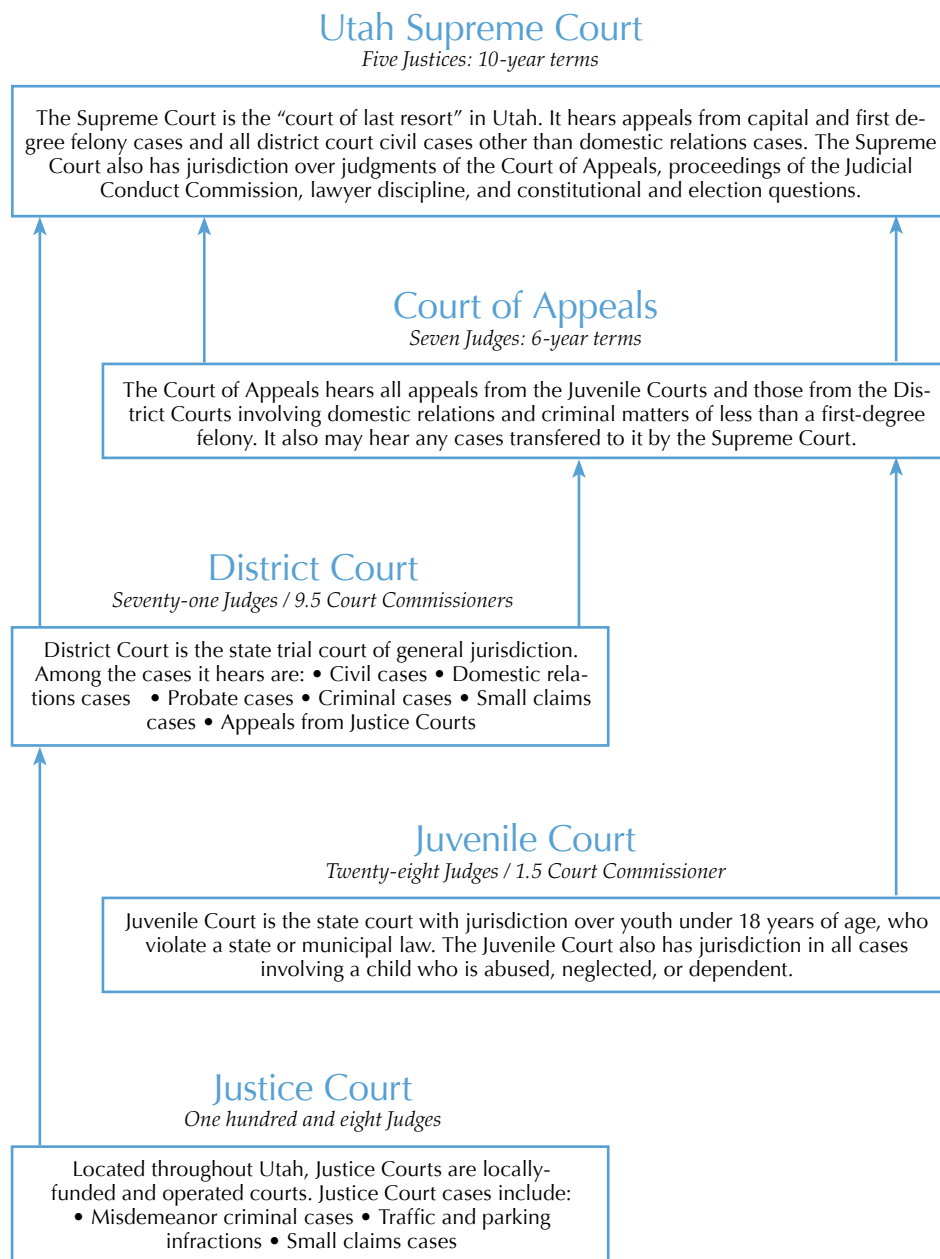 Utah Supreme Court
Five Justices: 10-year terms
The Supreme Court is the “court of last resort” in Utah. It hears appeals from capital and first de-
gree felony cases and all district court civil cases other than domestic relations cases. The Supreme
Court also has jurisdiction over judgments of the Court of Appeals, proceedings of the Judicial
Conduct Commission, lawyer discipline, and constitutional and election questions.
Court of Appeals
Seven Judges: 6-year terms
The Court of Appeals hears all appeals from the Juvenile Courts and those from the Dis-
trict Courts involving domestic relations and criminal matters of less than a first-degree
felony. It also may hear any cases transfered to it by the Supreme Court.
District Court
Seventy-one Judges / 9.5 Court Commissioners
District Court is the state trial court of general jurisdiction.
Among the cases it hears are: • Civil cases • Domestic rela-
tions cases • Probate cases • Criminal cases • Small claims
cases • Appeals from Justice Courts
Juvenile Court
Twenty-eight Judges / 1.5 Court Commissioner
Juvenile Court is the state court with jurisdiction over youth under 18 years of age, who
violate a state or municipal law. The Juvenile Court also has jurisdiction in all cases
involving a child who is abused, neglected, or dependent.
Justice Court
One hundred and eight Judges
Located throughout Utah, Justice Courts are locally-
funded and operated courts. Justice Court cases include:
• Misdemeanor criminal cases • Traffic and parking
infractions • Small claims cases